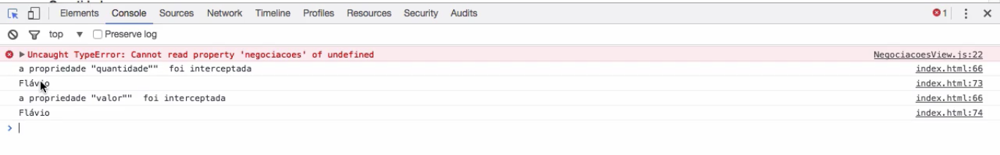 Elements Console Sources Network Timeline Profiles Resources Security Audits 1
top Preserve log
Uncaught TypeError: Cannot read property 'negociacoes' of undefined NegociacoesView.js:22
a propriedade "quantidade"" foi interceptada index.html:66
Flávio index.html:73
a propriedade "valor"" foi interceptada index.html:66
Flávio index.html:74